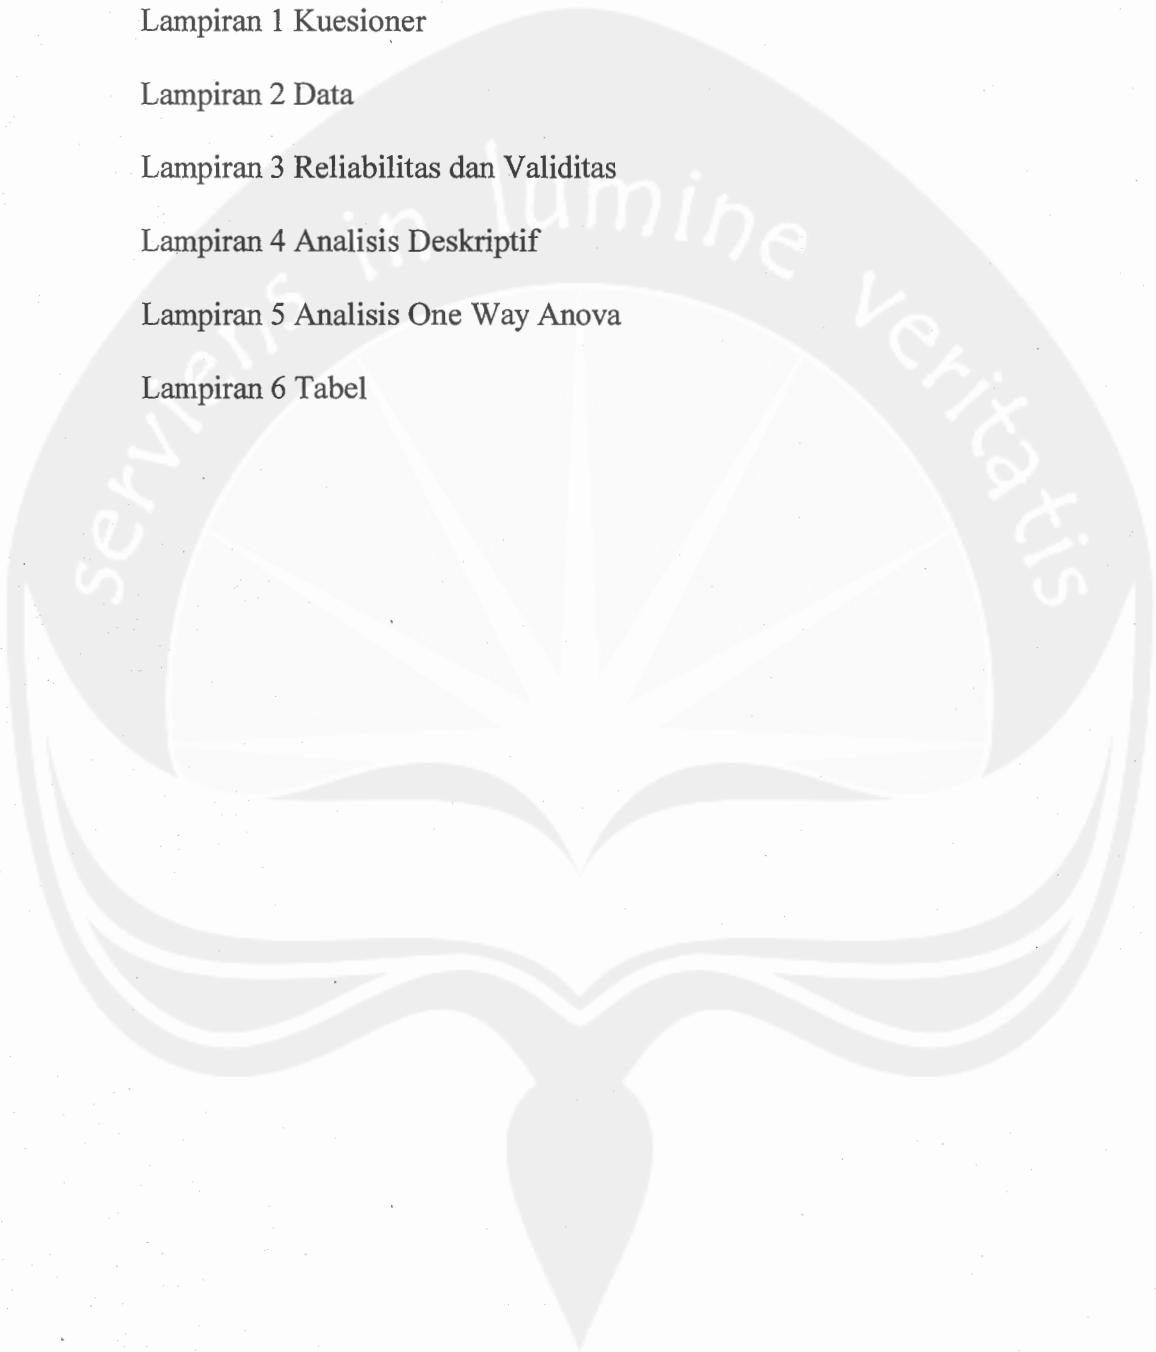 Lampiran 1 Kuesioner
Lampiran 2 Data
Lampiran 3 Reliabilitas dan Validitas
Lampiran 4 Analisis Deskriptif
Lampiran 5 Analisis One Way Anova
Lampiran 6 Tabel
serviens in lumine veritatis